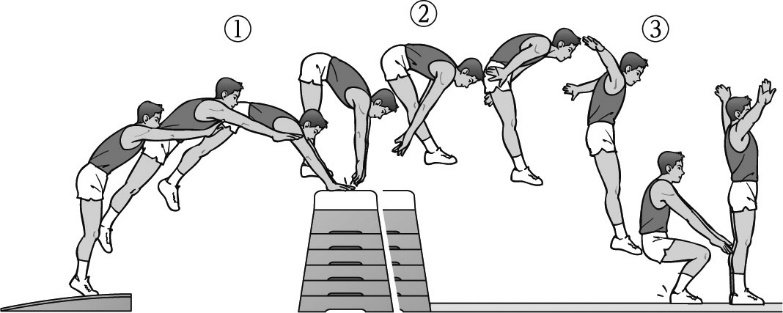 ①
②
③